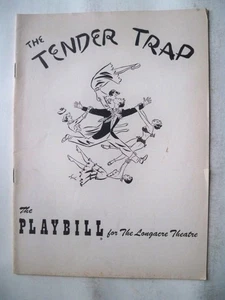 THE
TENDER TRAP
The
PLAYBILL for The Longacre Theatre